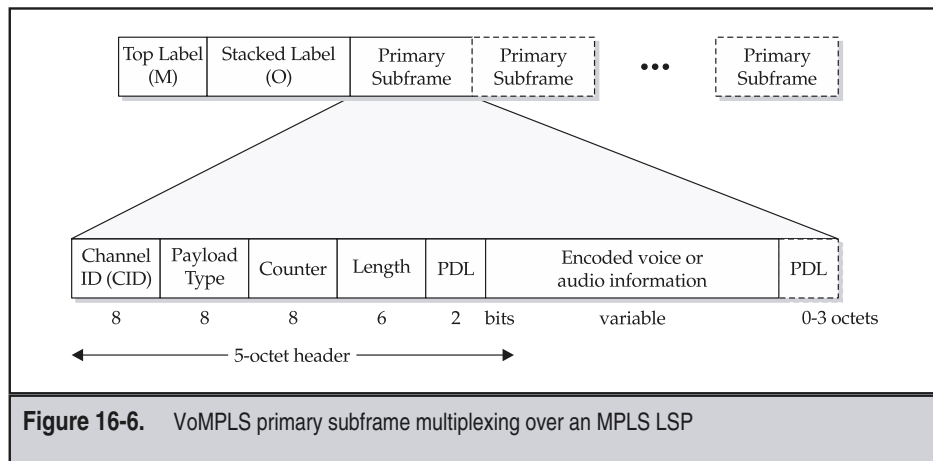 Top Label (M)
Stacked Label (O)
Primary Subframe
Primary Subframe
•••
Primary Subframe
Channel ID (CID)
Payload Type
Counter
Length
PDL
Encoded voice or audio information
PDL
8 8 8 6 2 bits variable 0-3 octets
5-octet header
Figure 16-6. VoMPLS primary subframe multiplexing over an MPLS LSP